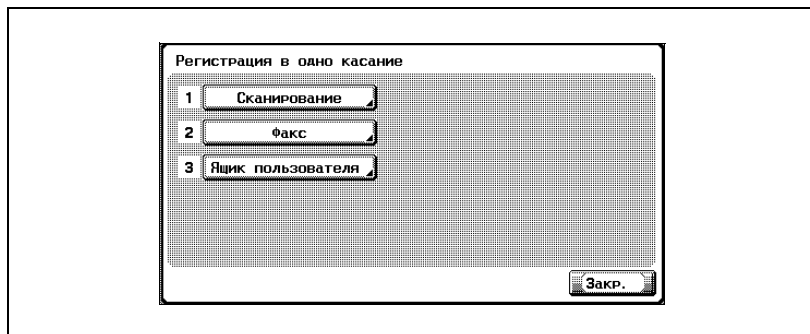 Регистрация в одно касание
1 Сканирование
2 Факс
3 Ящик пользователя
Закр.